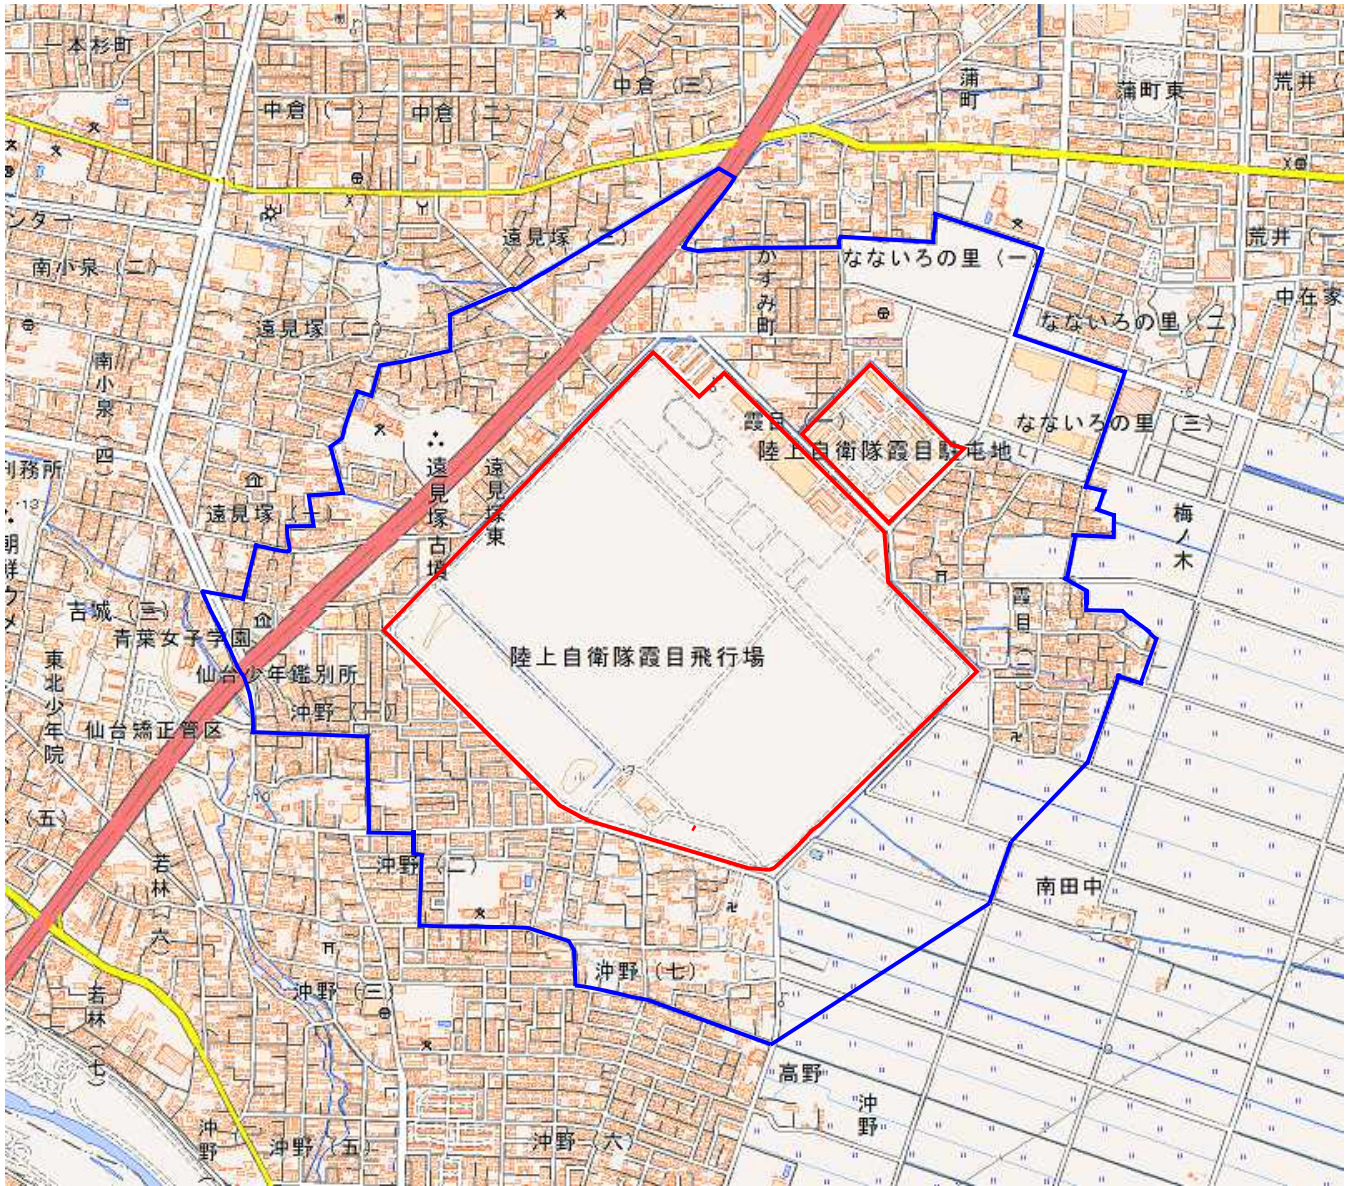 一本杉町
中倉（三）
蒲町
蒲町東
荒井（
中倉（一）
中倉（二）
ンター
遠見塚（三）
荒井（一
南小泉（二）
かすみ町
なないろの里（一）
中在家
遠見塚（二）
なないろの里（二）
南小泉（四）
霞目（一
なないろの里（三）
陸上自衛隊霞目駐屯地
刑務所
遠見塚古墳
遠見塚東
13
遠見塚（一）
梅ノ木
古城（三）
霞目（二）
青葉女子学園
東北少年院
陸上自衛隊霞目飛行場
仙台少年鑑別所
沖野（一）
仙台矯正管区
10
（五）
若林（六）
沖野（二）
南田中
沖野（七）
沖野（三）
若林（七）
高野
沖野
沖野（
沖野（五）
沖野（六）